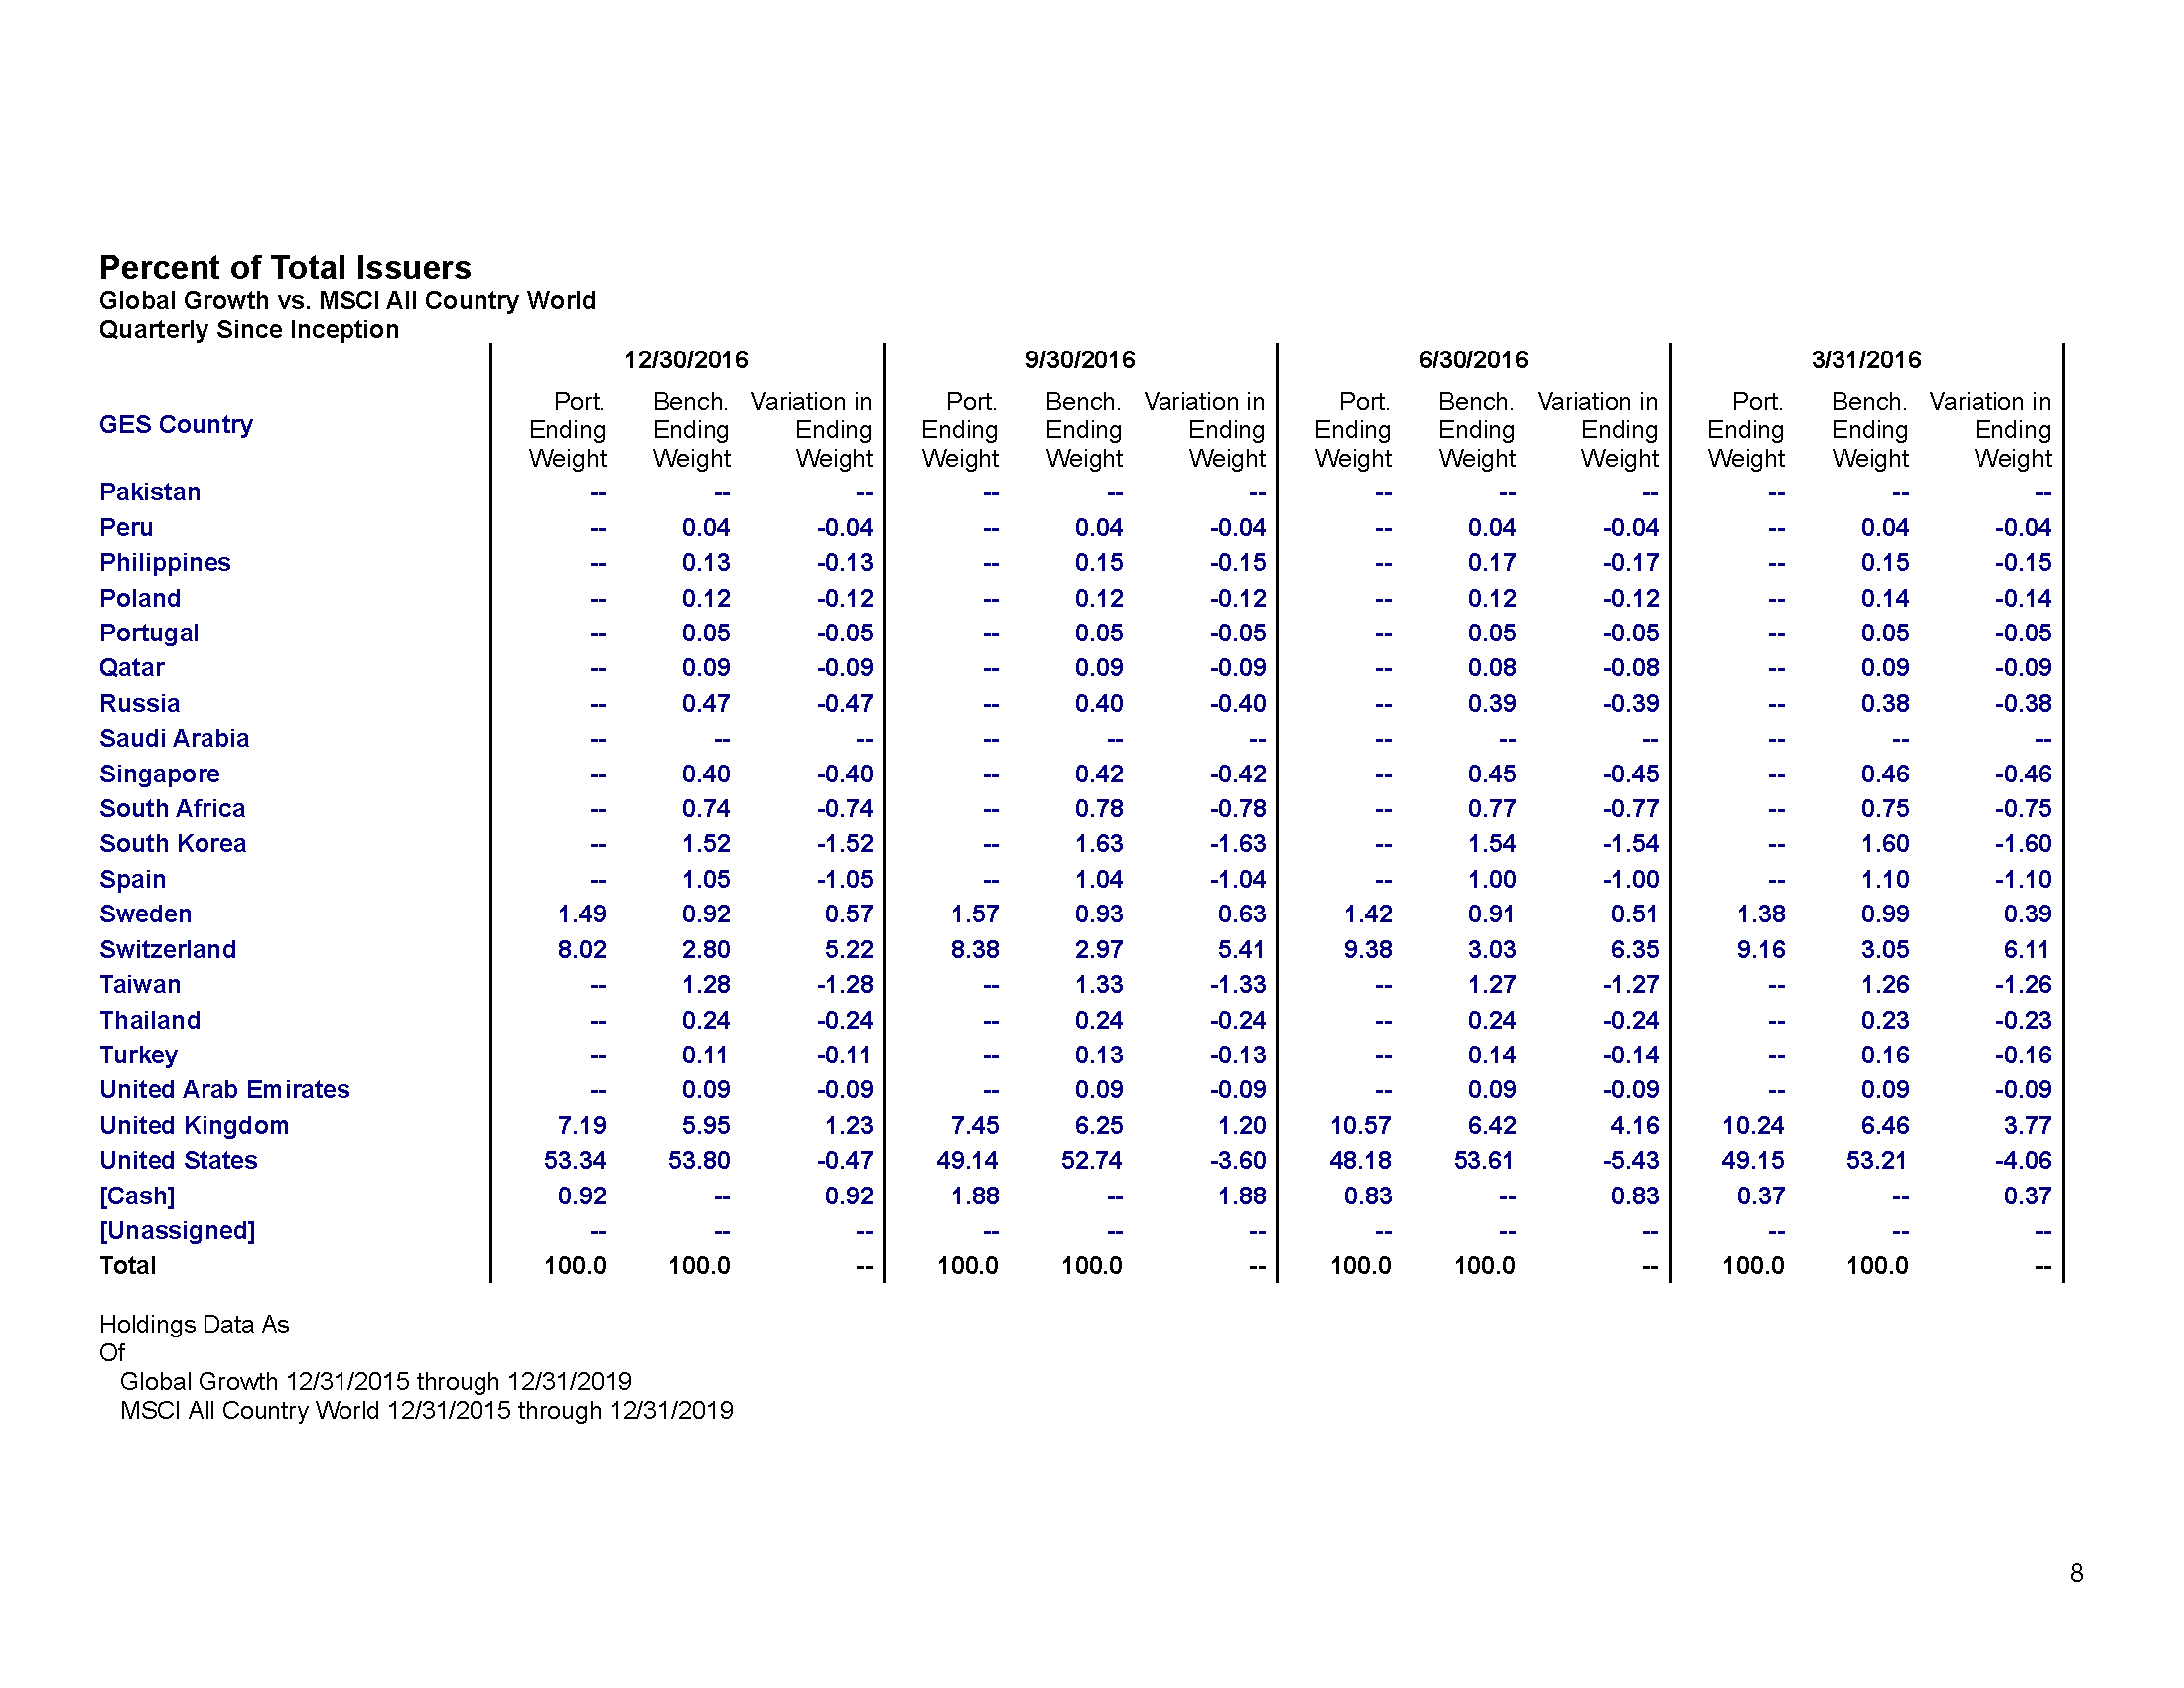 Percent of Total Issuers
Global Growth vs. MSCI All Country World
Quarterly Since Inception
12/30/2016 9/30/2016 6/30/2016 3/31/2016
GES Country Port. Ending Weight Bench. Ending Weight Variation in Ending Weight Port. Ending Weight Bench. Ending Weight Variation in Ending Weight Port. Ending Weight Bench. Ending Weight Variation in Ending Weight Port. Ending Weight Bench. Ending Weight Variation in Ending Weight
Pakistan -- -- -- -- -- -- -- -- -- -- -- --
Peru -- 0.04 -0.04 -- 0.04 -0.04 -- 0.04 -0.04 -- 0.04 -0.04
Philippines -- 0.13 -0.13 -- 0.15 -0.15 -- 0.17 -0.17 -- 0.15 -0.15
Poland -- 0.12 -0.12 -- 0.12 -0.12 -- 0.12 -0.12 -- 0.14 -0.14
Portugal -- 0.05 -0.05 -- 0.05 -0.05 -- 0.05 -0.05 -- 0.05 -0.05
Qatar -- 0.09 -0.09 -- 0.09 -0.09 -- 0.08 -0.08 -- 0.09 -0.09
Russia -- 0.47 -0.47 -- 0.40 -0.40 -- 0.39 -0.39 -- 0.38 -0.38
Saudi Arabia -- -- -- -- -- -- -- -- -- -- -- --
Singapore -- 0.40 -0.40 -- 0.42 -0.42 -- 0.45 -0.45 -- 0.46 -0.46
South Africa -- 0.74 -0.74 -- 0.78 -0.78 -- 0.77 -0.77 -- 0.75 -0.75
South Korea -- 1.52 -1.52 -- 1.63 -1.63 -- 1.54 -1.54 -- 1.60 -1.60
Spain -- 1.05 -1.05 -- 1.04 -1.04 -- 1.00 -1.00 -- 1.10 -1.10
Sweden 1.49 0.92 0.57 1.57 0.93 0.63 1.42 0.91 0.51 1.38 0.99 0.39
Switzerland 8.02 2.80 5.22 8.38 2.97 5.41 9.38 3.03 6.35 9.16 3.05 6.11
Taiwan -- 1.28 -1.28 -- 1.33 -1.33 -- 1.27 -1.27 -- 1.26 -1.26
Thailand -- 0.24 -0.24 -- 0.24 -0.24 -- 0.24 -0.24 -- 0.23 -0.23
Turkey -- 0.11 -0.11 -- 0.13 -0.13 -- 0.14 -0.14 -- 0.16 -0.16
United Arab Emirates -- 0.09 -0.09 -- 0.09 -0.09 -- 0.09 -0.09 -- 0.09 -0.09
United Kingdom 7.19 5.95 1.23 7.45 6.25 1.20 10.57 6.42 4.16 10.24 6.46 3.77
United States 53.34 53.80 -0.47 49.14 52.74 -3.60 48.18 53.61 -5.43 49.15 53.21 -4.06
[Cash] 0.92 -- 0.92 1.88 -- 1.88 0.83 -- 0.83 0.37 -- 0.37
[Unassigned] -- -- -- -- -- -- -- -- -- -- -- --
Total 100.0 100.0 -- 100.0 100.0 -- 100.0 100.0 -- 100.0 100.0 --
Holdings Data As
Of
Global Growth 12/31/2015 through 12/31/2019
MSCI All Country World 12/31/2015 through 12/31/2019
8